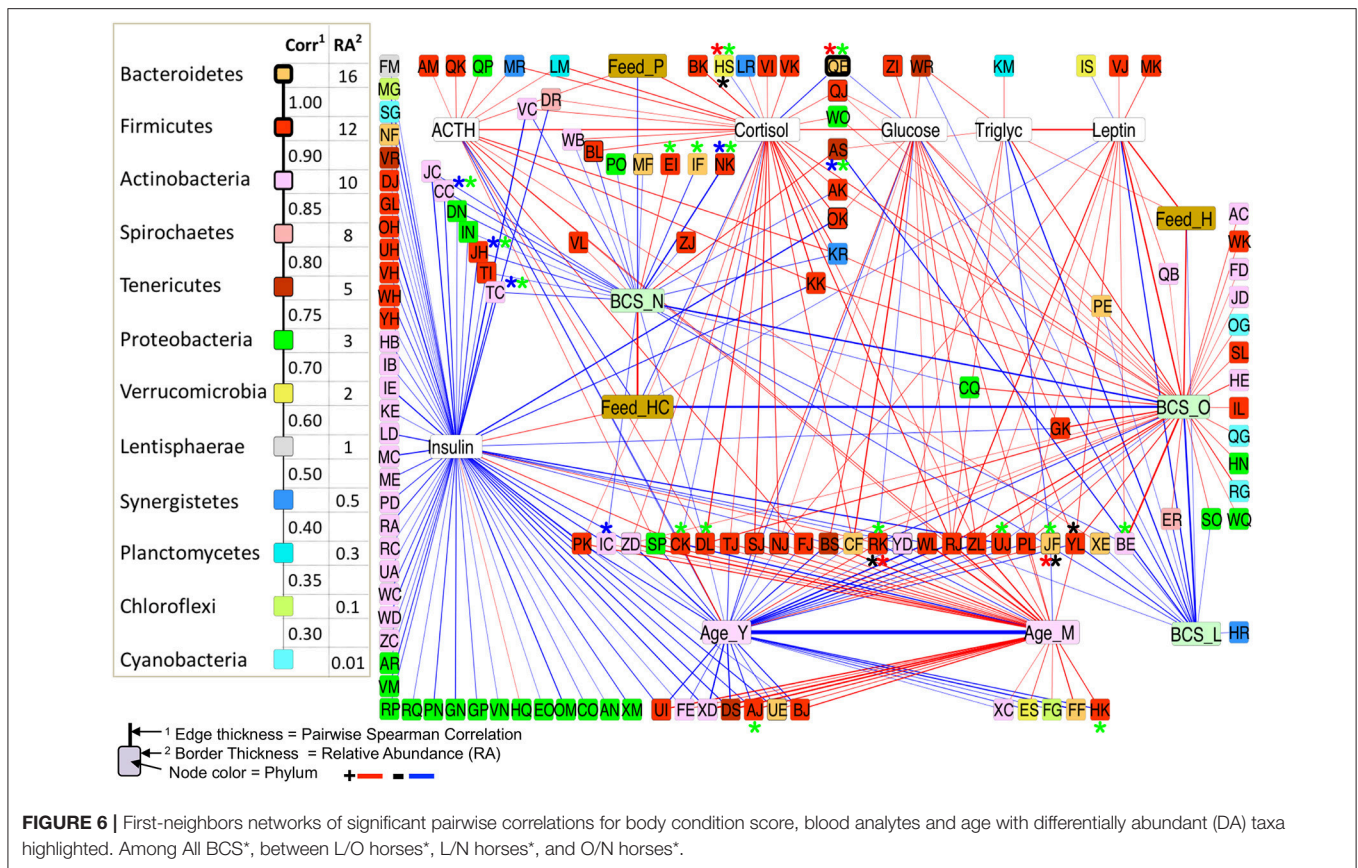 Corr1 RA2
Bacteroidetes 16
1.00
Firmicutes 12
0.90
Actinobacteria 10
0.85
Spirochaetes 8
0.80
Tenericutes 5
0.75
Proteobacteria 3
0.70
Verrucomicrobia 2
0.60
Lentisphaerae 1
0.50
Synergistetes 0.5
0.40
Planctomycetes 0.3
0.35
Chloroflexi 0.1
0.30
Cyanobacteria 0.01
FM AM QK QP MR LM Feed_P BK HS LR VI VK ZI WR KM IS VJ MK
MG
SG
NF
VR
DJ
GL
OH
UH
VH
WH
YH
HB
IB
IE
KE
LD
MC
ME
PD
RA
RC
UA
WC
WD
ZC
AR
VM
RP RQ PN GN GP VN HQ EO OM CO AN XM UI FE XD DS AJ UE BJ XC ES FG FF HK
VC DR
ACTH Cortisol Glucose Triglyc Leptin
WB BL PO MF EI IF NK
QJ
WO
AS
AK
OK
KR
KK
JC
CC
DN
IN
JH
TI
TC
VL ZJ
BCS_N
Feed_HC
Insulin
Feed_H
QB
PE
CQ
GK
BCS_O
AC
WK
FD
JD
OG
SL
HE
IL
QG
HN
RG
ER SO WQ
PK IC ZD SP CK DL TJ SJ NJ FJ BS CF RK YD WL RJ ZL UJ PL JF YL XE BE
Age_Y Age_M BCS_L HR
1 Edge thickness = Pairwise Spearman Correlation
2 Border Thickness = Relative Abundance (RA)
Node color = Phylum + -
FIGURE 6 | First-neighbors networks of significant pairwise correlations for body condition score, blood analytes and age with differentially abundant (DA) taxa
highlighted. Among All BCS*, between L/O horses*, L/N horses*, and O/N horses*.